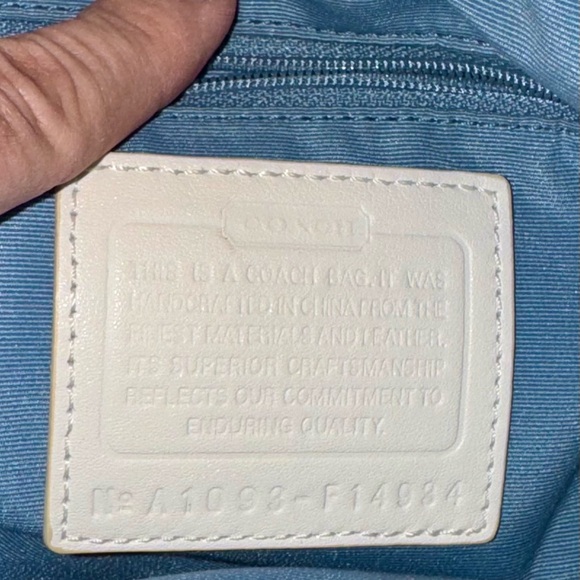 COACH
THIS IS A COACH BAG. IT WAS
HANDCRAFTED IN CHINA FROM THE
FINEST MATERIALS AND LEATHER.
ITS SUPERIOR CRAFTSMANSHIP
REFLECTS OUR COMMITMENT TO
ENDURING QUALITY.
No A1093-F14984